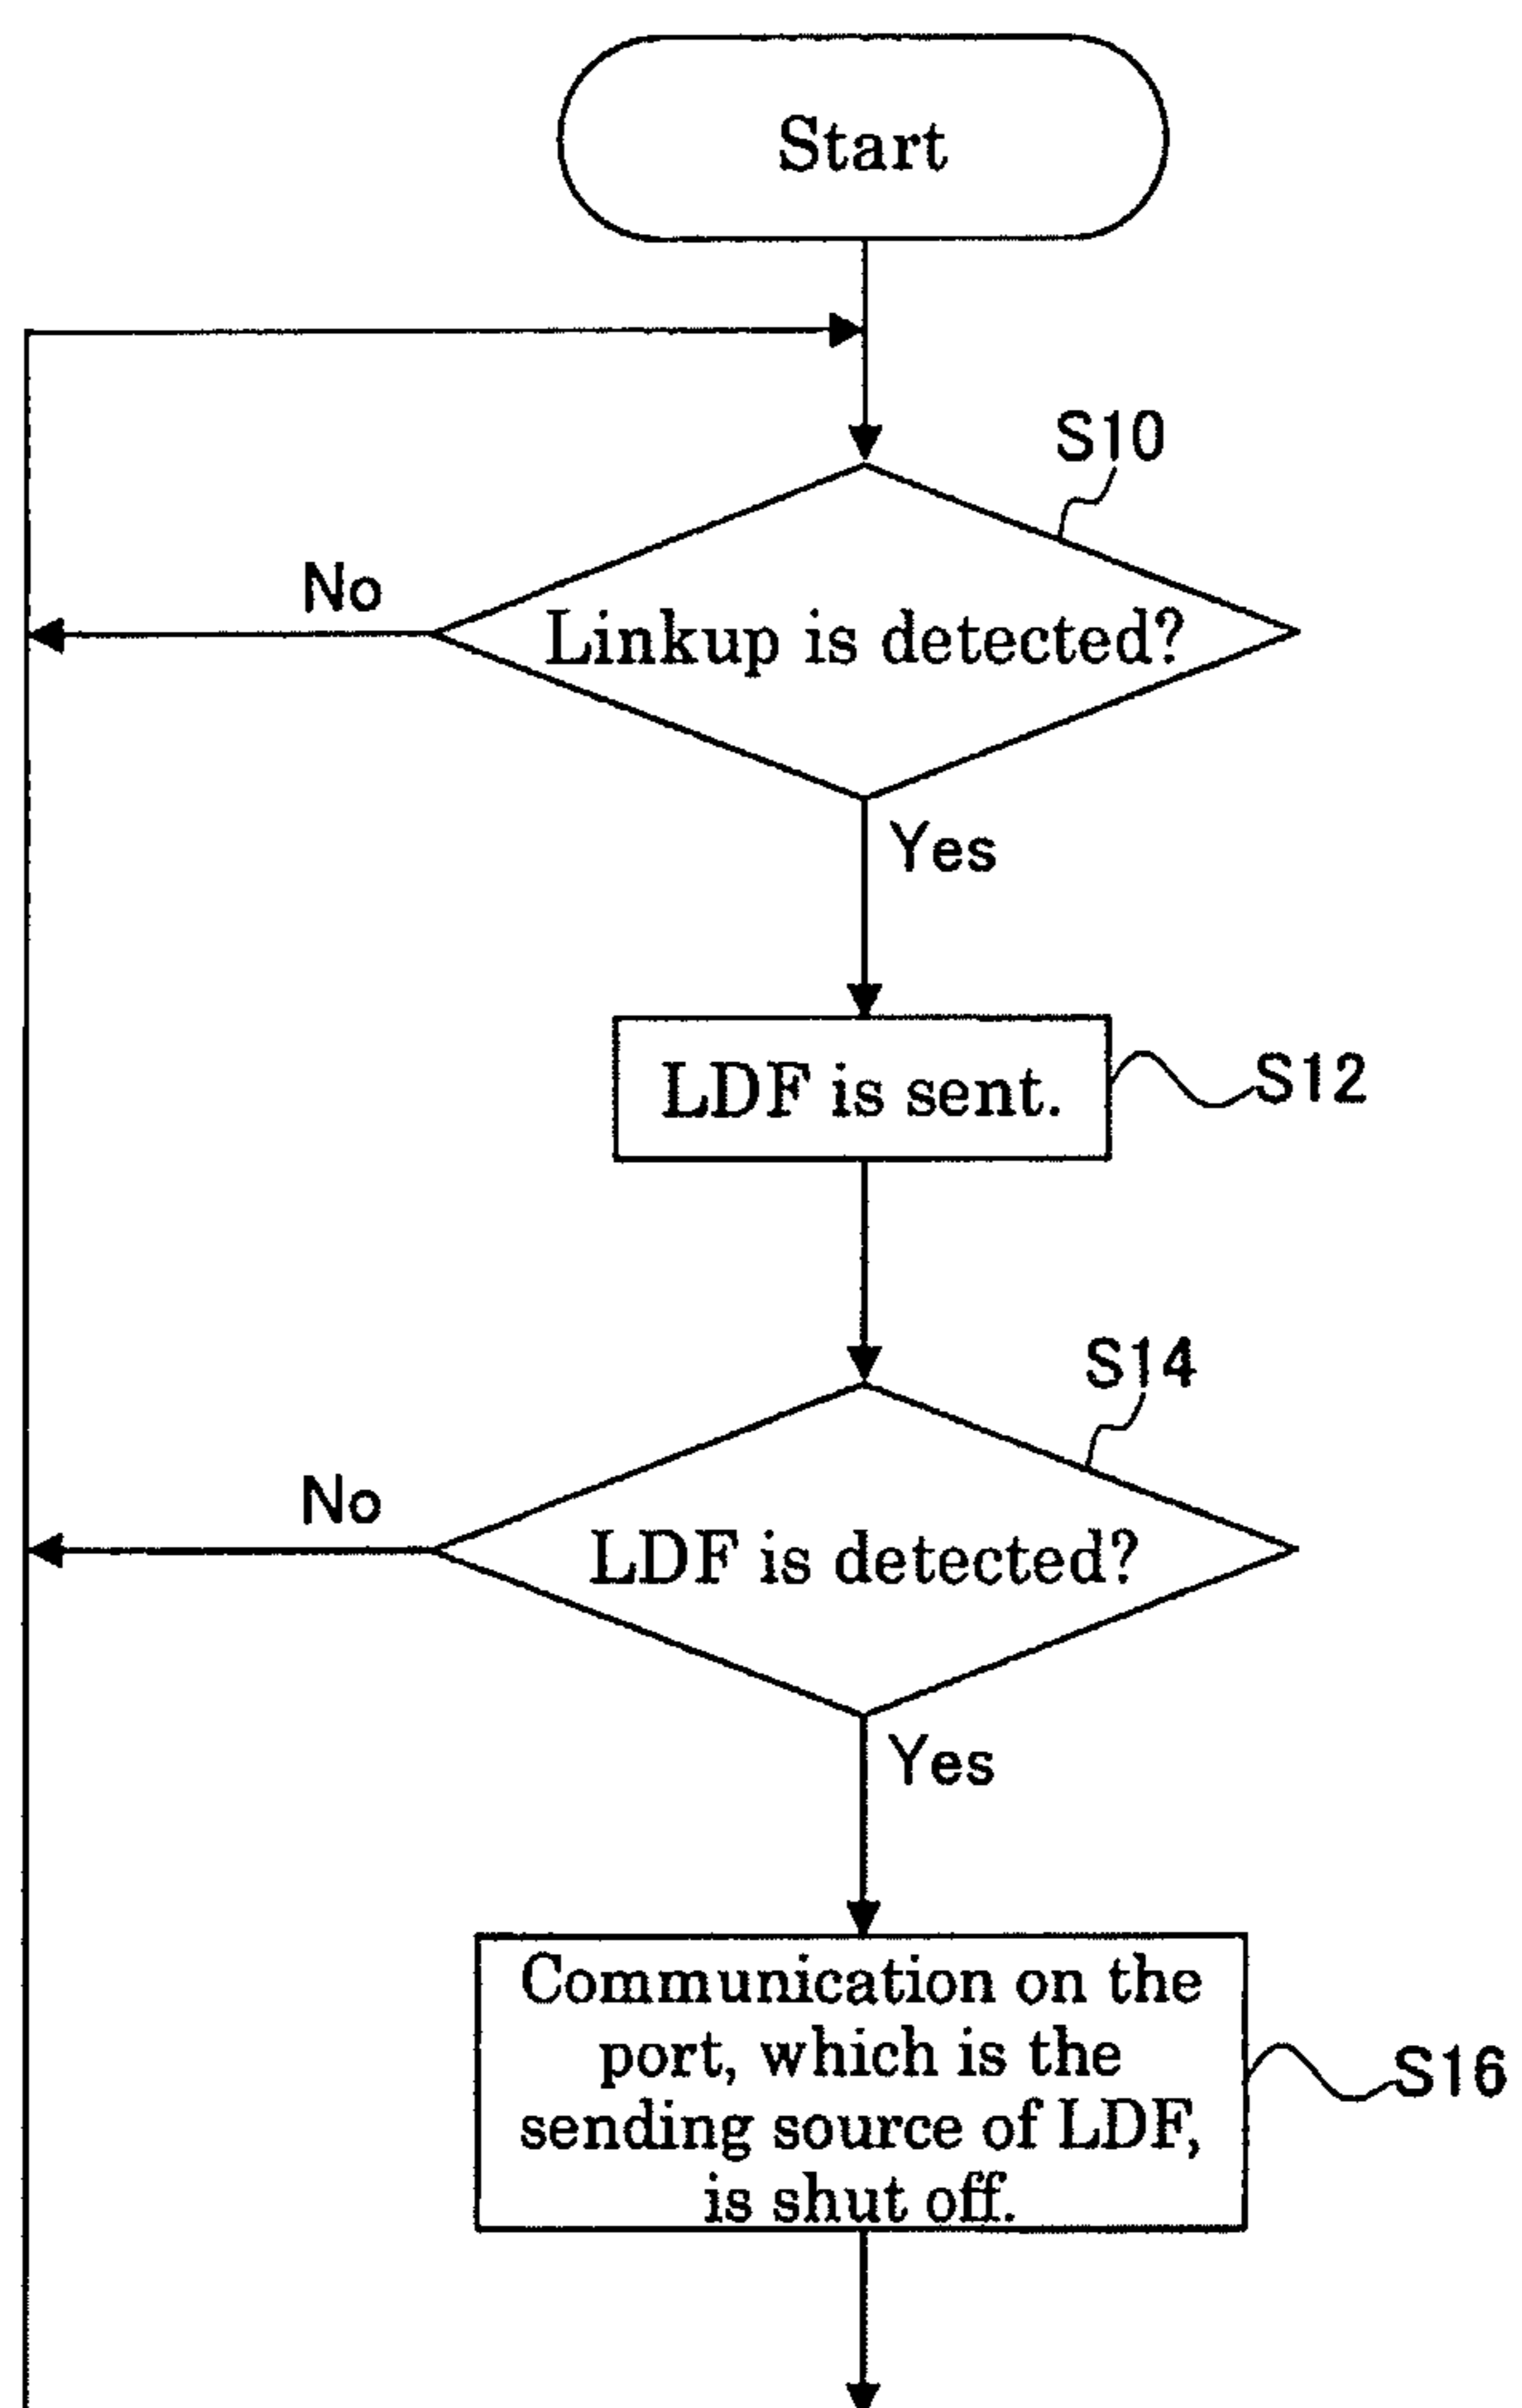 Start
S10
No
Linkup is detected?
Yes
LDF is sent.
S12
S14
No
LDF is detected?
Yes
Communication on the
port, which is the
sending source of LDF,
is shut off.
S16